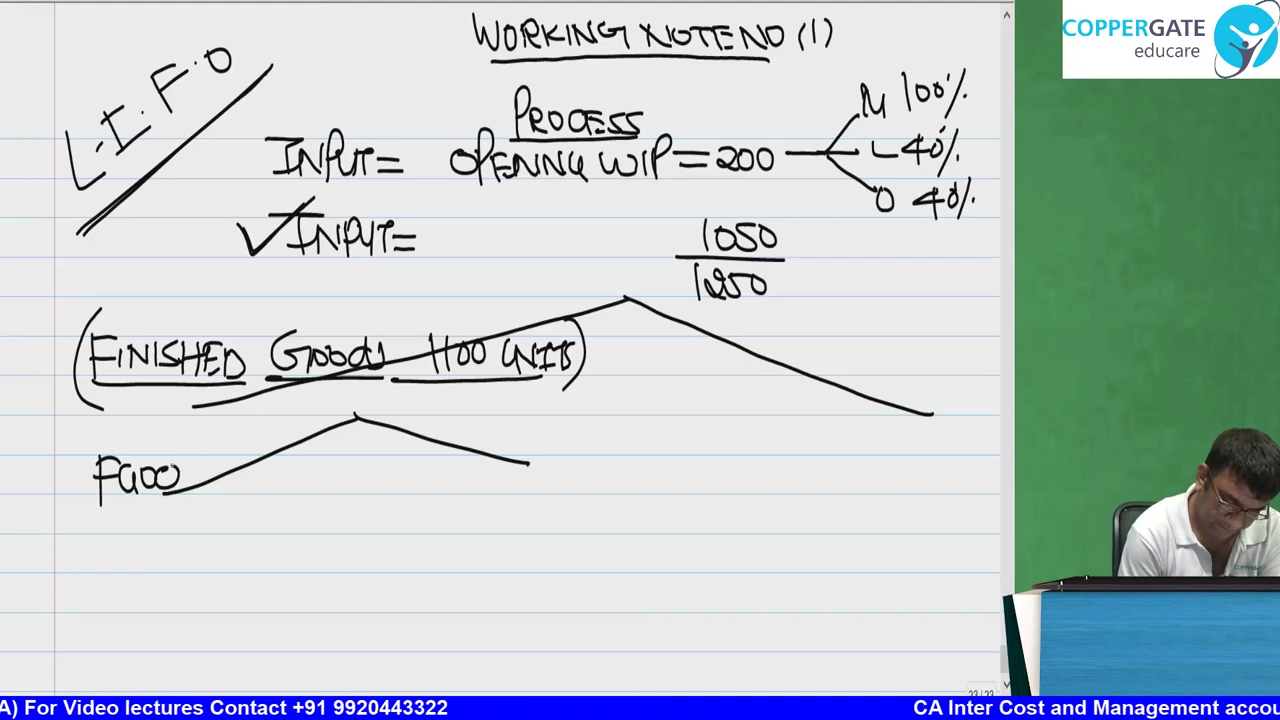 WORKING NOTE NO (1)
L.I.F.O
PROCESS
INPUT= OPENING WIP = 200
M 100%
L 40%
O 40%
INPUT= 1050
1250
(FINISHED GOODS 1100 UNITS)
COPPERGATE
educare
A) For Video lectures Contact +91 9920443322
CA Inter Cost and Management accou